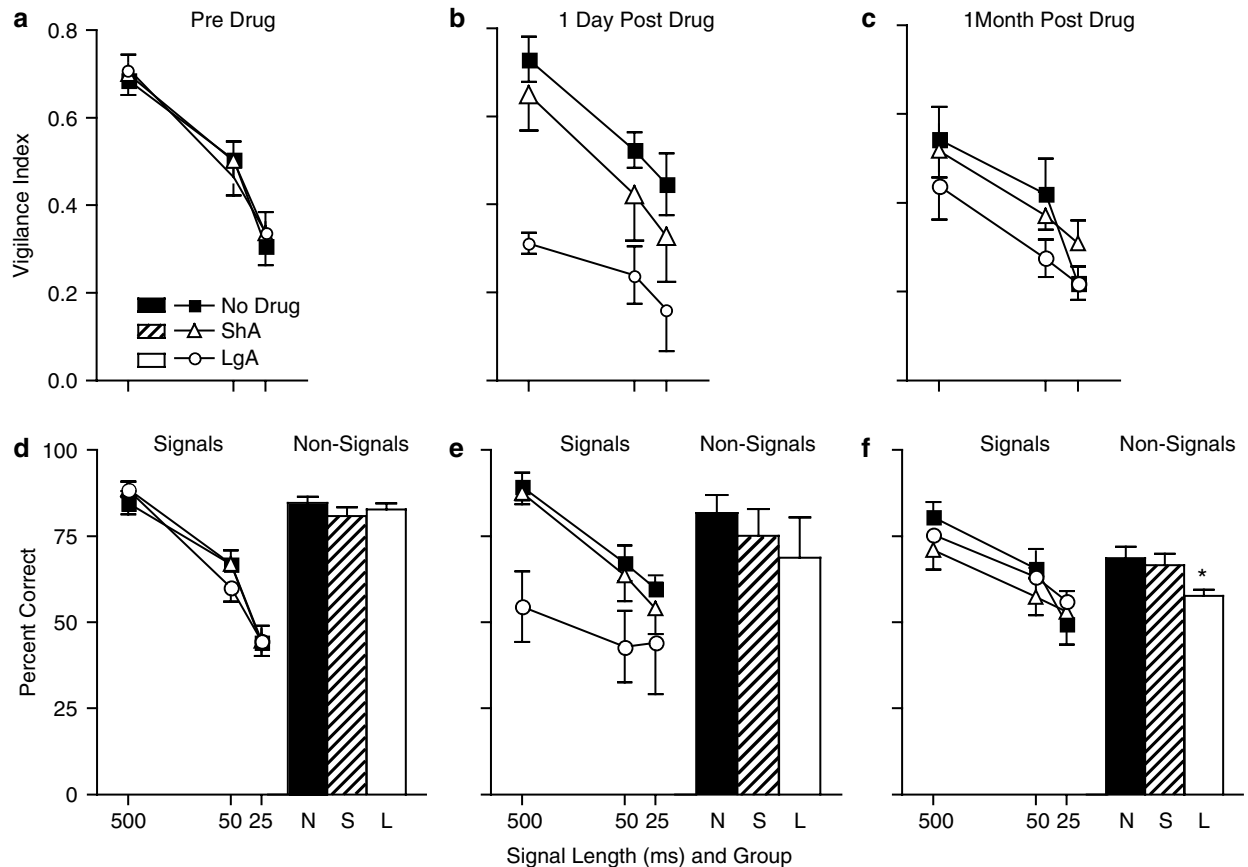 a Pre Drug
b 1 Day Post Drug
c 1Month Post Drug
Vigilance Index
0.8
0.6
0.4
0.2
0.0
No Drug
ShA
LgA
d Signals Non-Signals
e Signals Non-Signals
f Signals Non-Signals
Percent Correct
100
75
50
25
0
*
500 50 25 N S L
500 50 25 N S L
500 50 25 N S L
Signal Length (ms) and Group